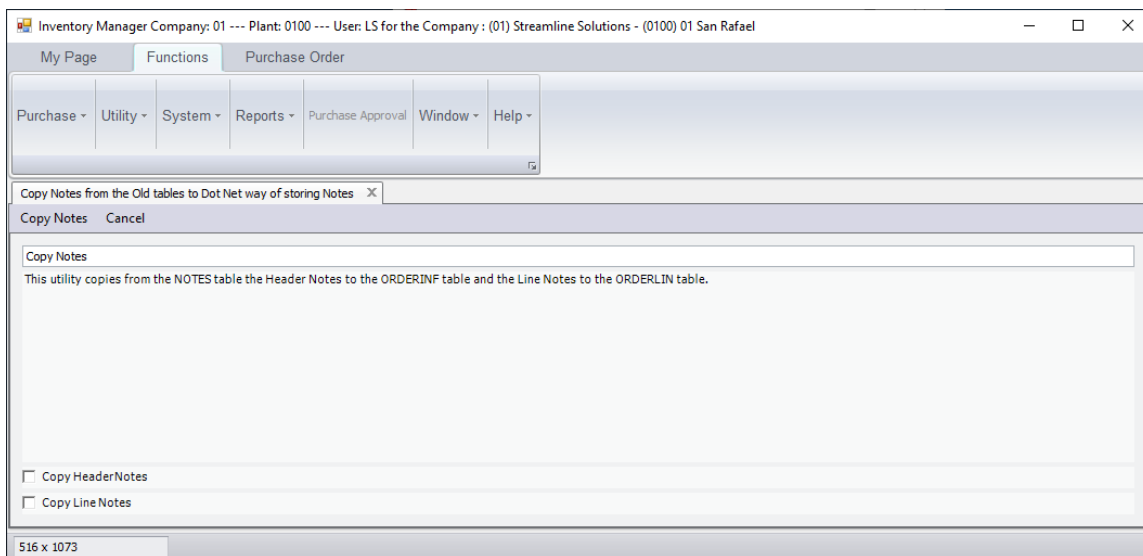 Inventory Manager Company: 01 --- Plant: 0100 --- User: LS for the Company : (01) Streamline Solutions - (0100) 01 San Rafael
My Page Functions Purchase Order
Purchase Utility System Reports Purchase Approval Window Help
Copy Notes from the Old tables to Dot Net way of storing Notes X
Copy Notes Cancel
Copy Notes
This utility copies from the NOTES table the Header Notes to the ORDERINF table and the Line Notes to the ORDERLIN table.
Copy HeaderNotes
Copy Line Notes
516 x 1073